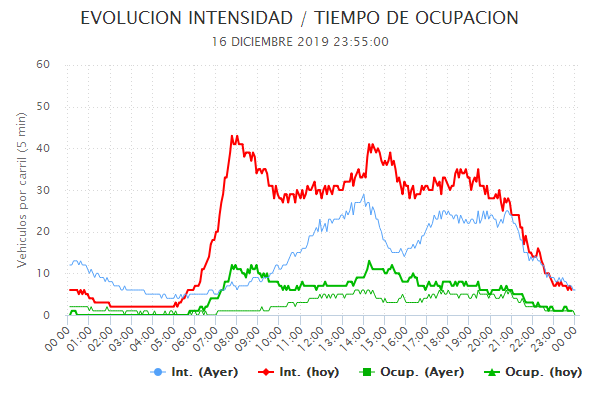 EVOLUCION INTENSIDAD / TIEMPO DE OCUPACION
16 DICIEMBRE 2019 23:55:00
Vehiculos por carril (5 min)
60
50
40
30
20
10
0
00:00 01:00 02:00 03:00 04:00 05:00 06:00 07:00 08:00 09:00 10:00 11:00 12:00 13:00 14:00 15:00 16:00 17:00 18:00 19:00 20:00 21:00 22:00 23:00 00:00
Int. (Ayer) Int. (hoy) Ocup. (Ayer) Ocup. (hoy)